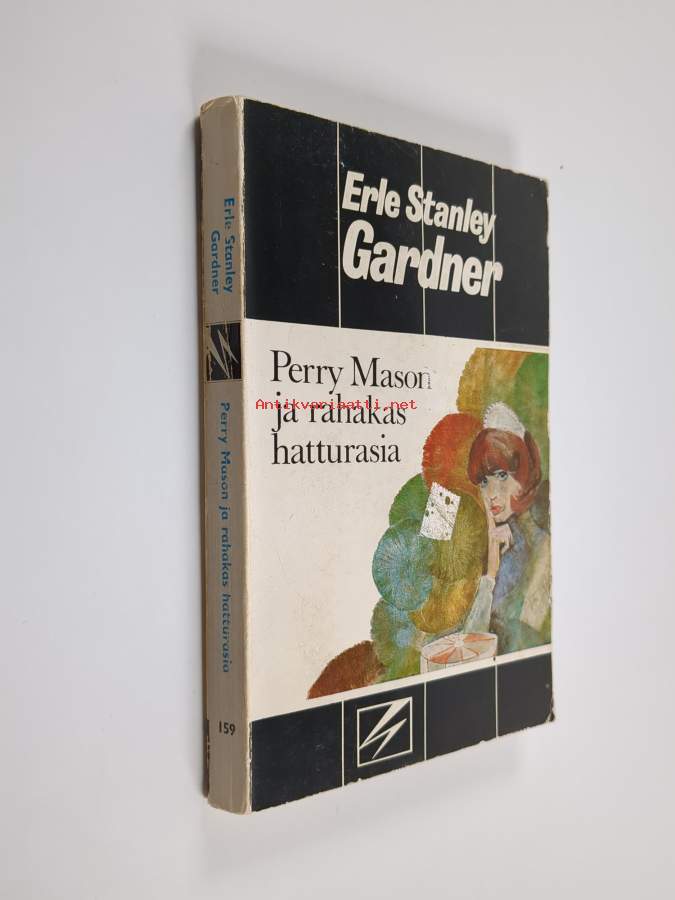 Erle Stanley
Gardner
Perry Mason
ja rahakas
hatturasia
Antikvariaatti.net
Erle Stanley
Gardner
Perry Mason ja rahakas hatturasia
159